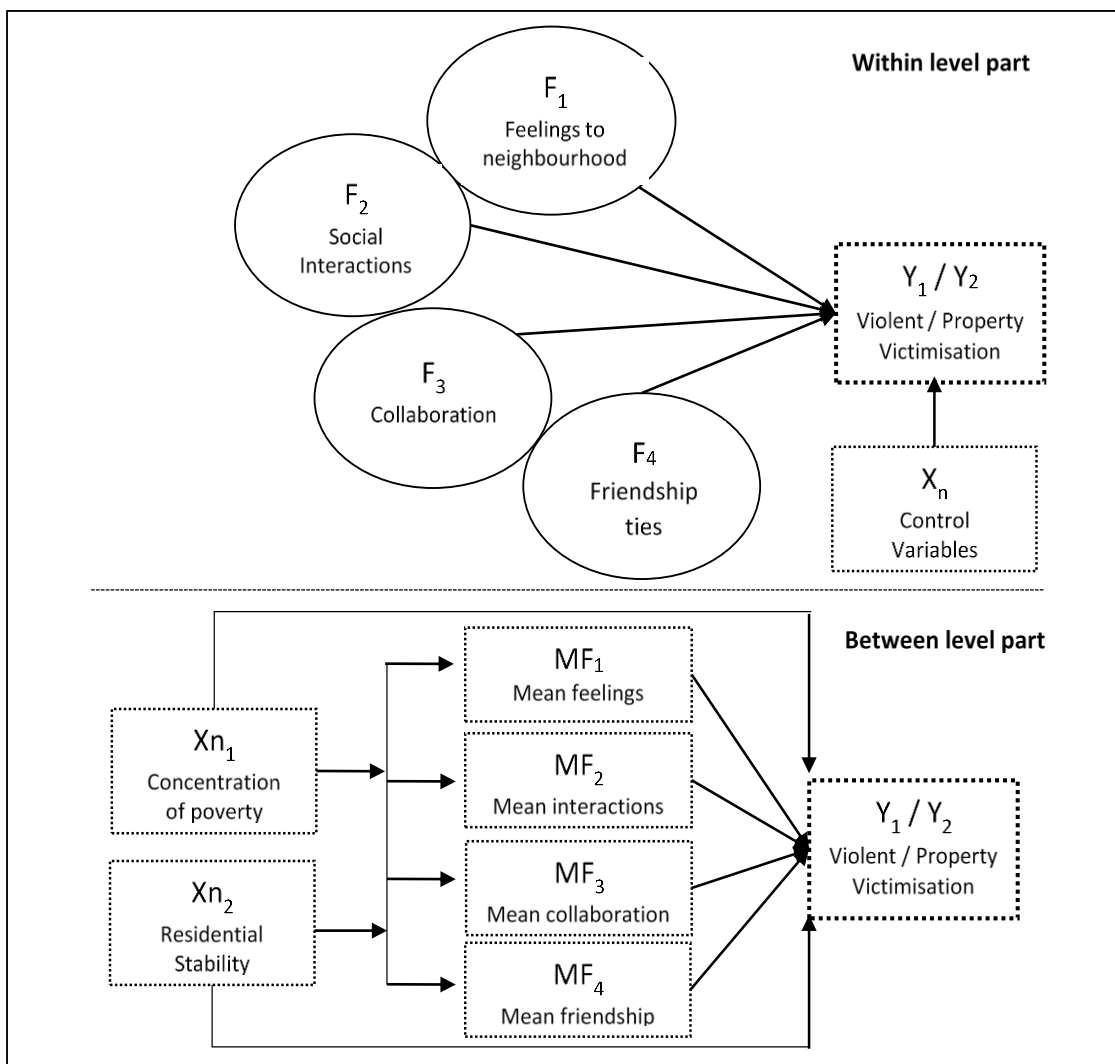 Within level part
F1
Feelings to
neighbourhood
F2
Social
Interactions
F3
Collaboration
F4
Friendship
ties
Y1 / Y2
Violent / Property
Victimisation
Xn
Control
Variables
Between level part
Xn1
Concentration
of poverty
Xn2
Residential
Stability
MF1
Mean feelings
MF2
Mean interactions
MF3
Mean collaboration
MF4
Mean friendship
Y1 / Y2
Violent / Property
Victimisation